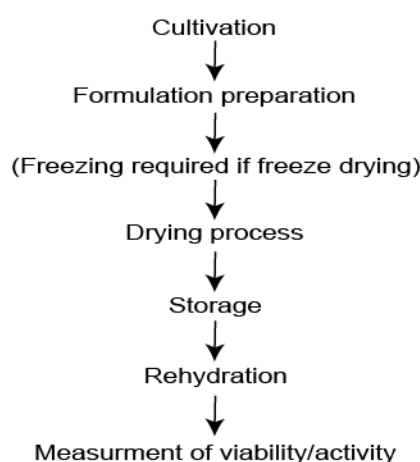 Cultivation
Formulation preparation
(Freezing required if freeze drying)
Drying process
Storage
Rehydration
Measurment of viability/activity